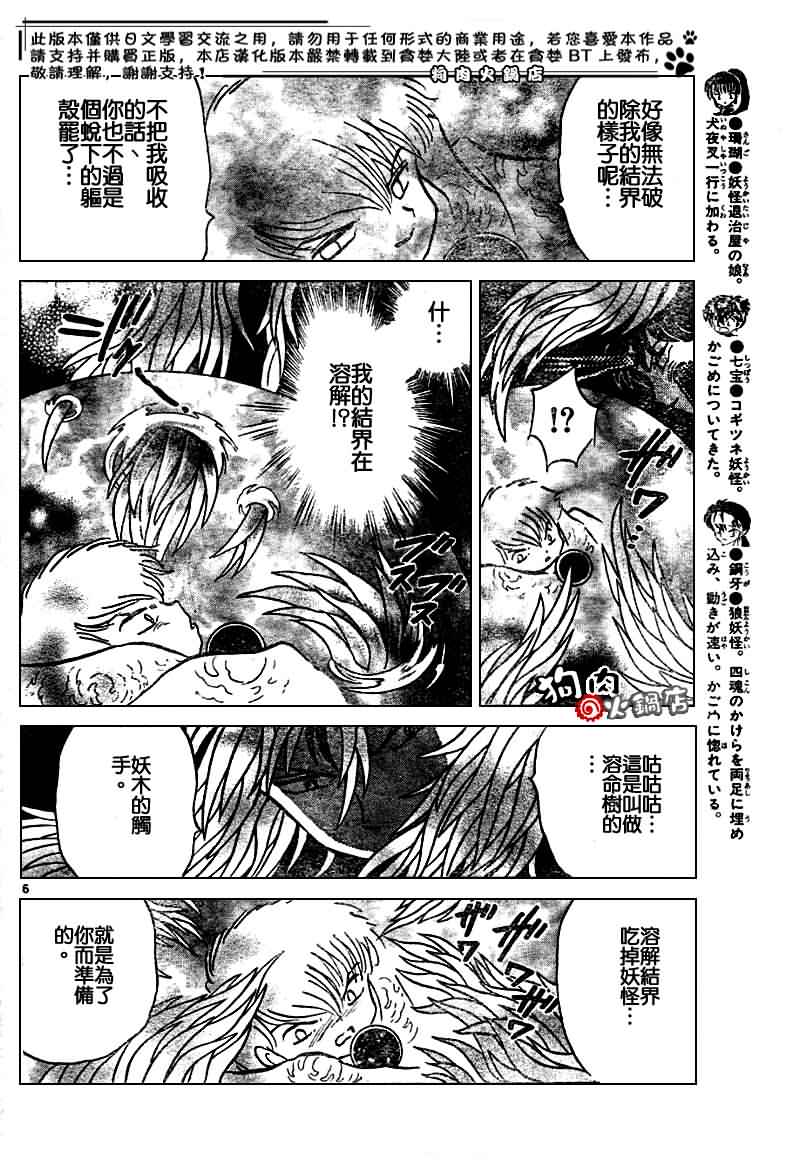 此版本僅供日文學習交流之用，請勿用于任何形式的商業用途，若您喜愛本作品
請支持并購買正版，本店漢化版本嚴禁轉載到貪婪大陸或者在貪婪BT上發布，
敬請理解，謝謝支持！
狗肉火鍋店
●珊瑚●妖怪退治屋の娘。
犬夜叉一行に加わる。
●七宝●コギツネ妖怪。
かごめについてきた。
●鋼牙●狼妖怪。四魂のかけらを両足に埋め
込み、動きが速い。かごめに惚れている。
好像無法破
除我的結界
的樣子呢…
不把我吸收
的話、
你也不過是
個蛻下的軀
殼罷了…
!?
ザワ
什…
我的結界在
溶解!?
ブス
ブス
狗肉
火鍋店
咕咕咕…
這是叫做
溶命樹的
…
妖木的觸
手。
6
溶解結界
吃掉妖怪…
ザワ
ザワ
就是為了
你而準備
的。